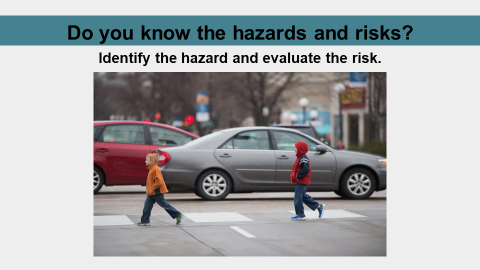 Do you know the hazards and risks?
Identify the hazard and evaluate the risk.